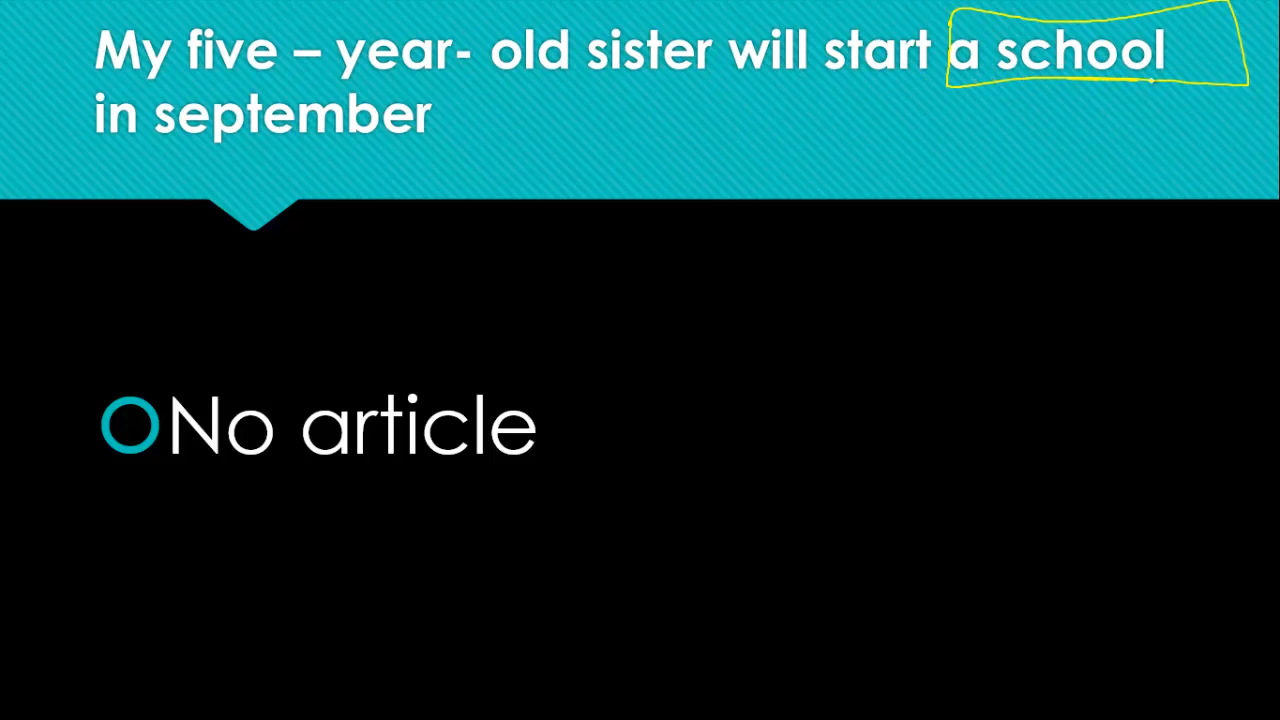 My five – year- old sister will start a school
in september
No article